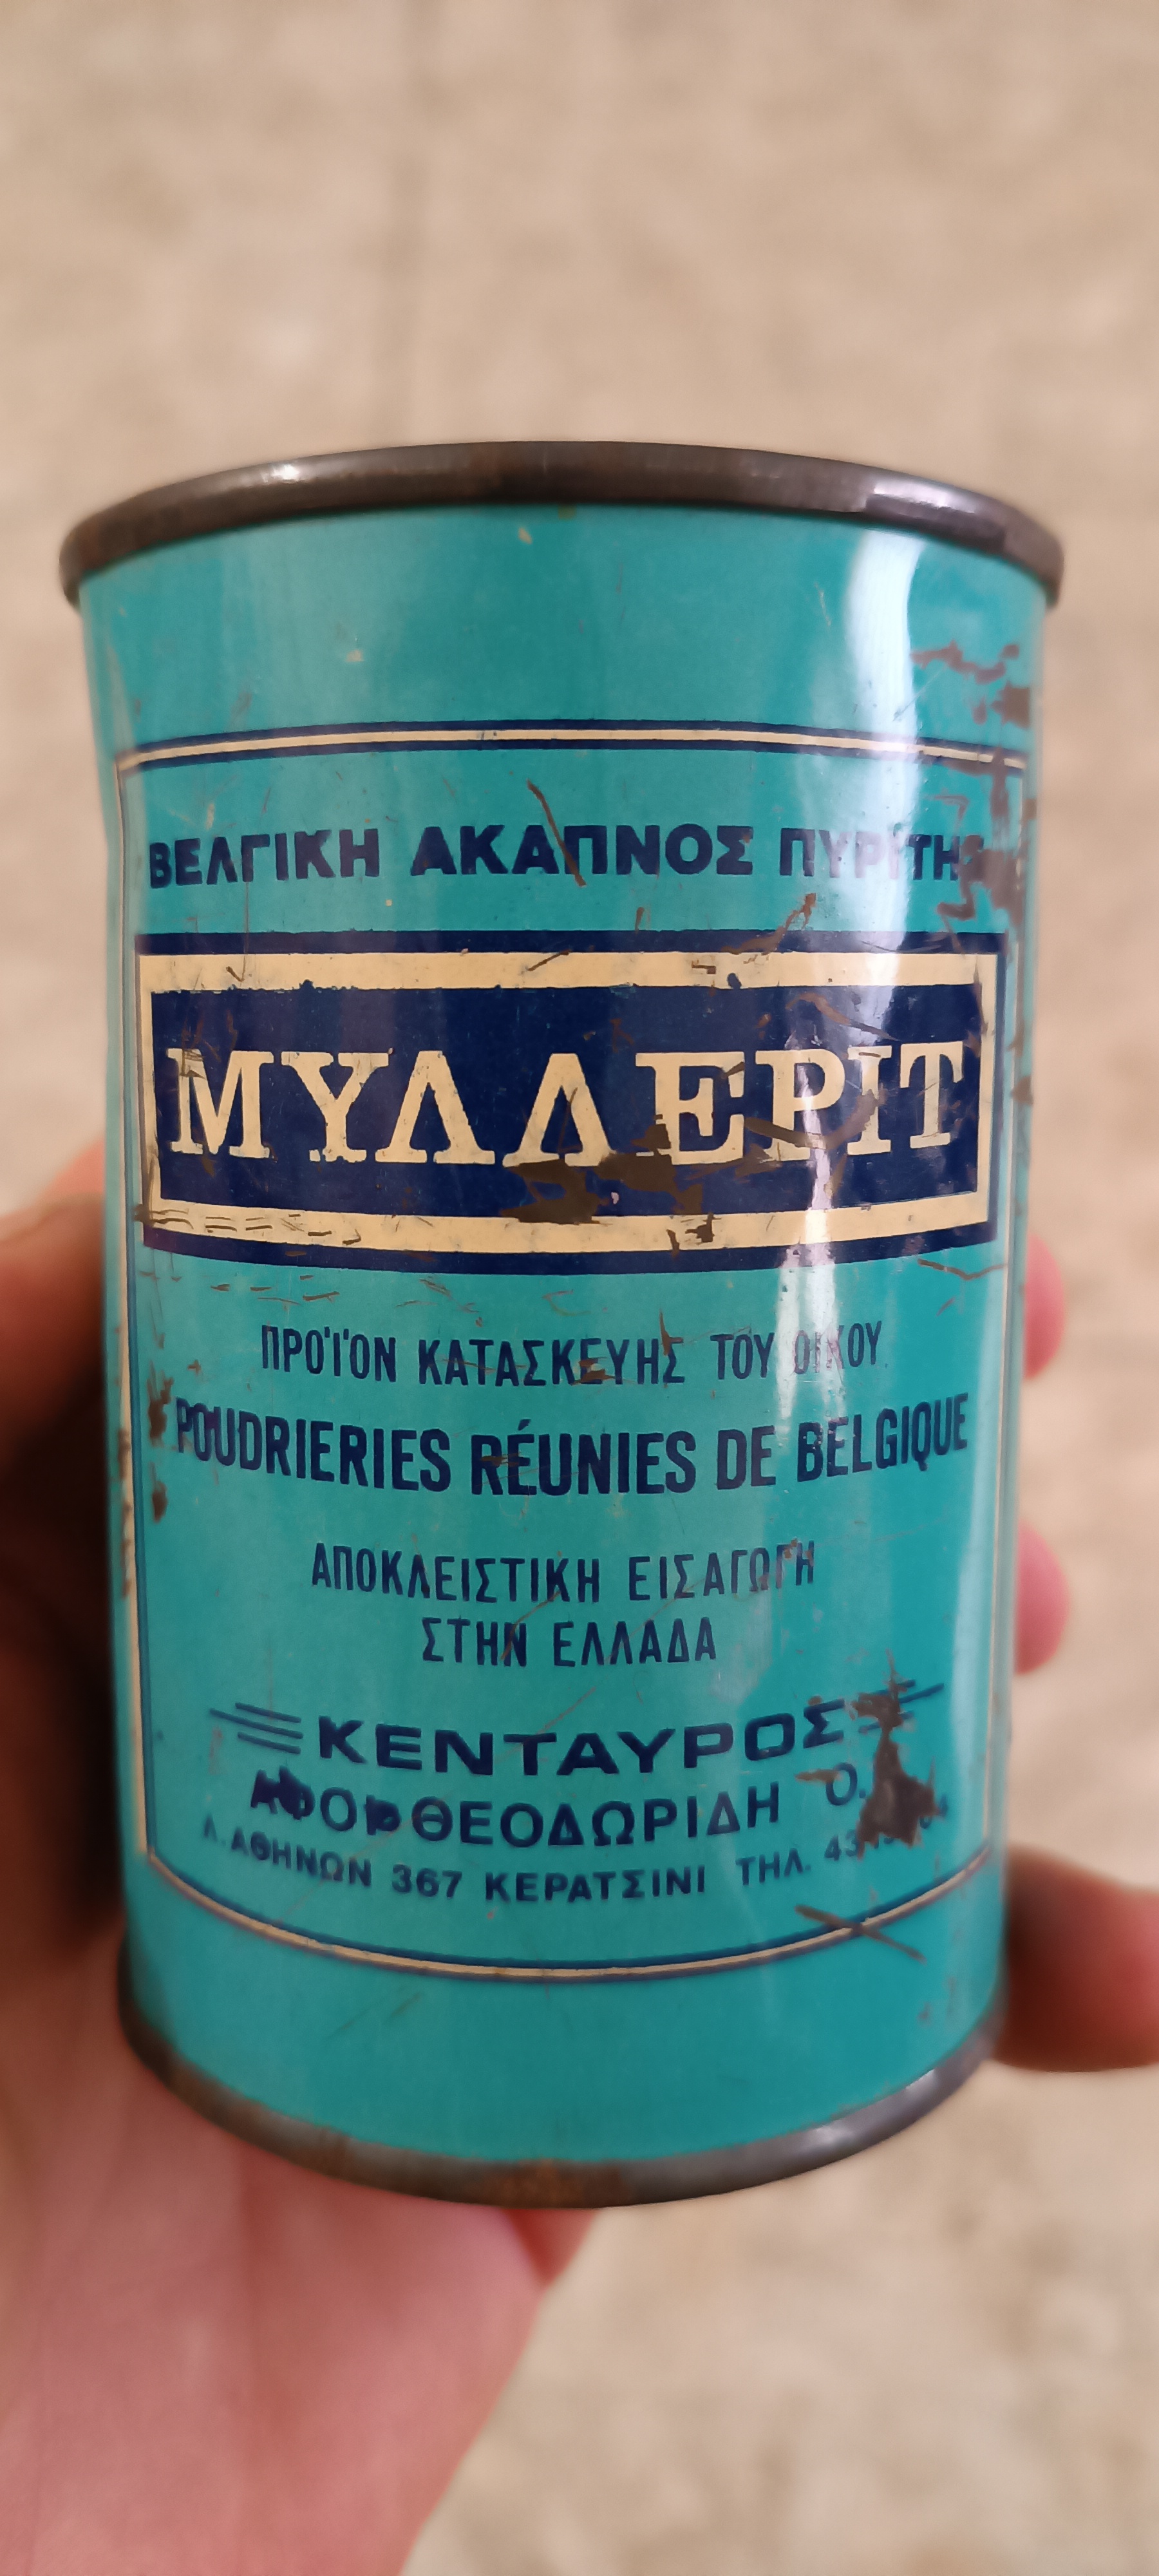 ΒΕΛΓΙΚΗ ΑΚΑΠΝΟΣ ΠΥΡΙΤΗΣ
ΜΥΛΛΕΡΙΤ
ΠΡΟΪΟΝ ΚΑΤΑΣΚΕΥΗΣ ΤΟΥ ΟΙΚΟΥ
POUDRIERIES RÉUNIES DE BELGIQUE
ΑΠΟΚΛΕΙΣΤΙΚΗ ΕΙΣΑΓΩΓΗ
ΣΤΗΝ ΕΛΛΑΔΑ
ΚΕΝΤΑΥΡΟΣ
ΘΕΟΔΩΡΙΔΗ
Λ. ΑΘΗΝΩΝ 367 ΚΕΡΑΤΣΙΝΙ ΤΗΛ.